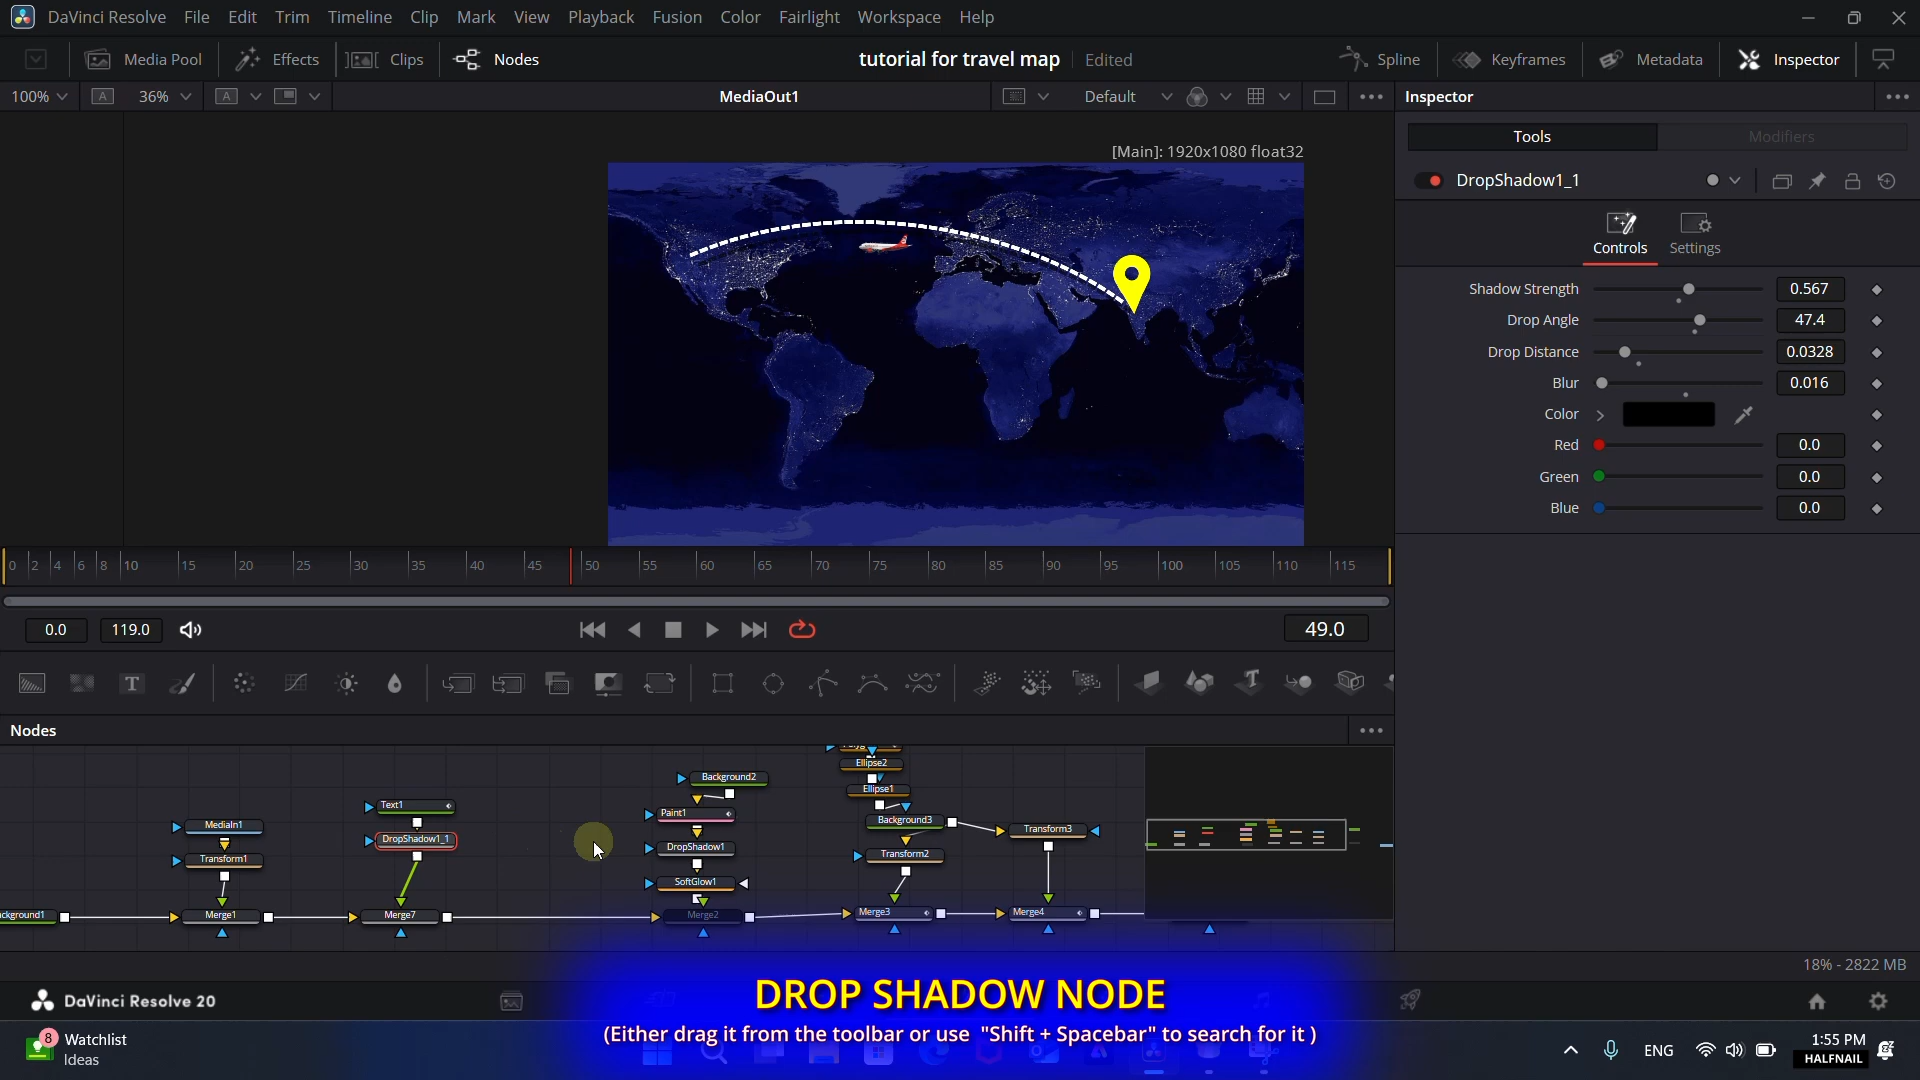 DaVinci Resolve File Edit Trim Timeline Clip Mark View Playback Fusion Color Fairlight Workspace Help
Media Pool Effects Clips Nodes tutorial for travel map Edited Spline Keyframes Metadata Inspector
100% A 36% A MediaOut1 Default Inspector
Tools Modifiers
[Main]: 1920x1080 float32
DropShadow1_1
Controls Settings
Shadow Strength 0.567
Drop Angle 47.4
Drop Distance 0.0328
Blur 0.016
Color
Red 0.0
Green 0.0
Blue 0.0
0 2 4 6 8 10 15 20 25 30 35 40 45 50 55 60 65 70 75 80 85 90 95 100 105 110 115
0.0 119.0 49.0
T T
Nodes
Ellipse2
Background2
Ellipse1
Text1
Paint1
Background3
MediaIn1
Transform3
DropShadow1_1
DropShadow1
Transform2
Transform1
SoftGlow1
ckground1 Merge1 Merge7 Merge2 Merge3 Merge4
18% - 2822 MB
DaVinci Resolve 20
DROP SHADOW NODE
(Either drag it from the toolbar or use "Shift + Spacebar" to search for it )
8 Watchlist
Ideas
ENG
1:55 PM
HALFNAIL